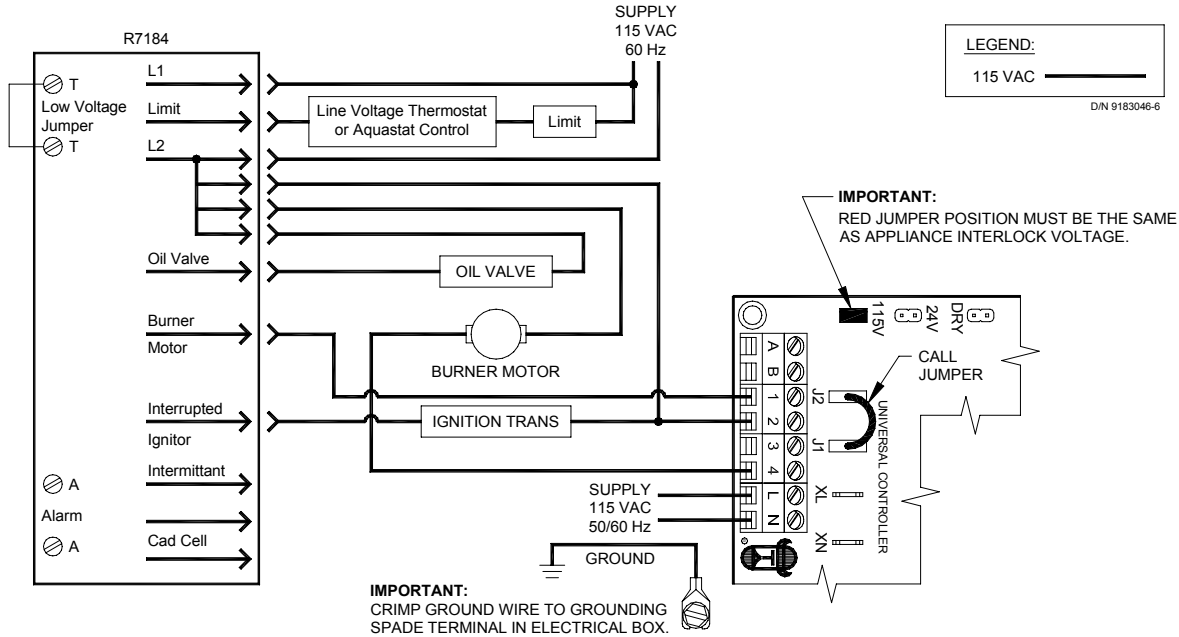 SUPPLY
115 VAC
60 Hz
R7184
LEGEND:
115 VAC
D/N 9183046-6
L1
T
Low Voltage
Jumper
T
Limit
Line Voltage Thermostat
or Aquastat Control
Limit
L2
IMPORTANT:
RED JUMPER POSITION MUST BE THE SAME
AS APPLIANCE INTERLOCK VOLTAGE.
Oil Valve
OIL VALVE
Burner
Motor
BURNER MOTOR
115V
24V
DRY
CALL
JUMPER
A
B
1
2
3
4
L
N
J2
J1
UNIVERSAL CONTROLLER
XL
XN
Interrupted
Ignitor
IGNITION TRANS
Intermittant
A
Alarm
A
Cad Cell
SUPPLY
115 VAC
50/60 Hz
GROUND
IMPORTANT:
CRIMP GROUND WIRE TO GROUNDING
SPADE TERMINAL IN ELECTRICAL BOX.